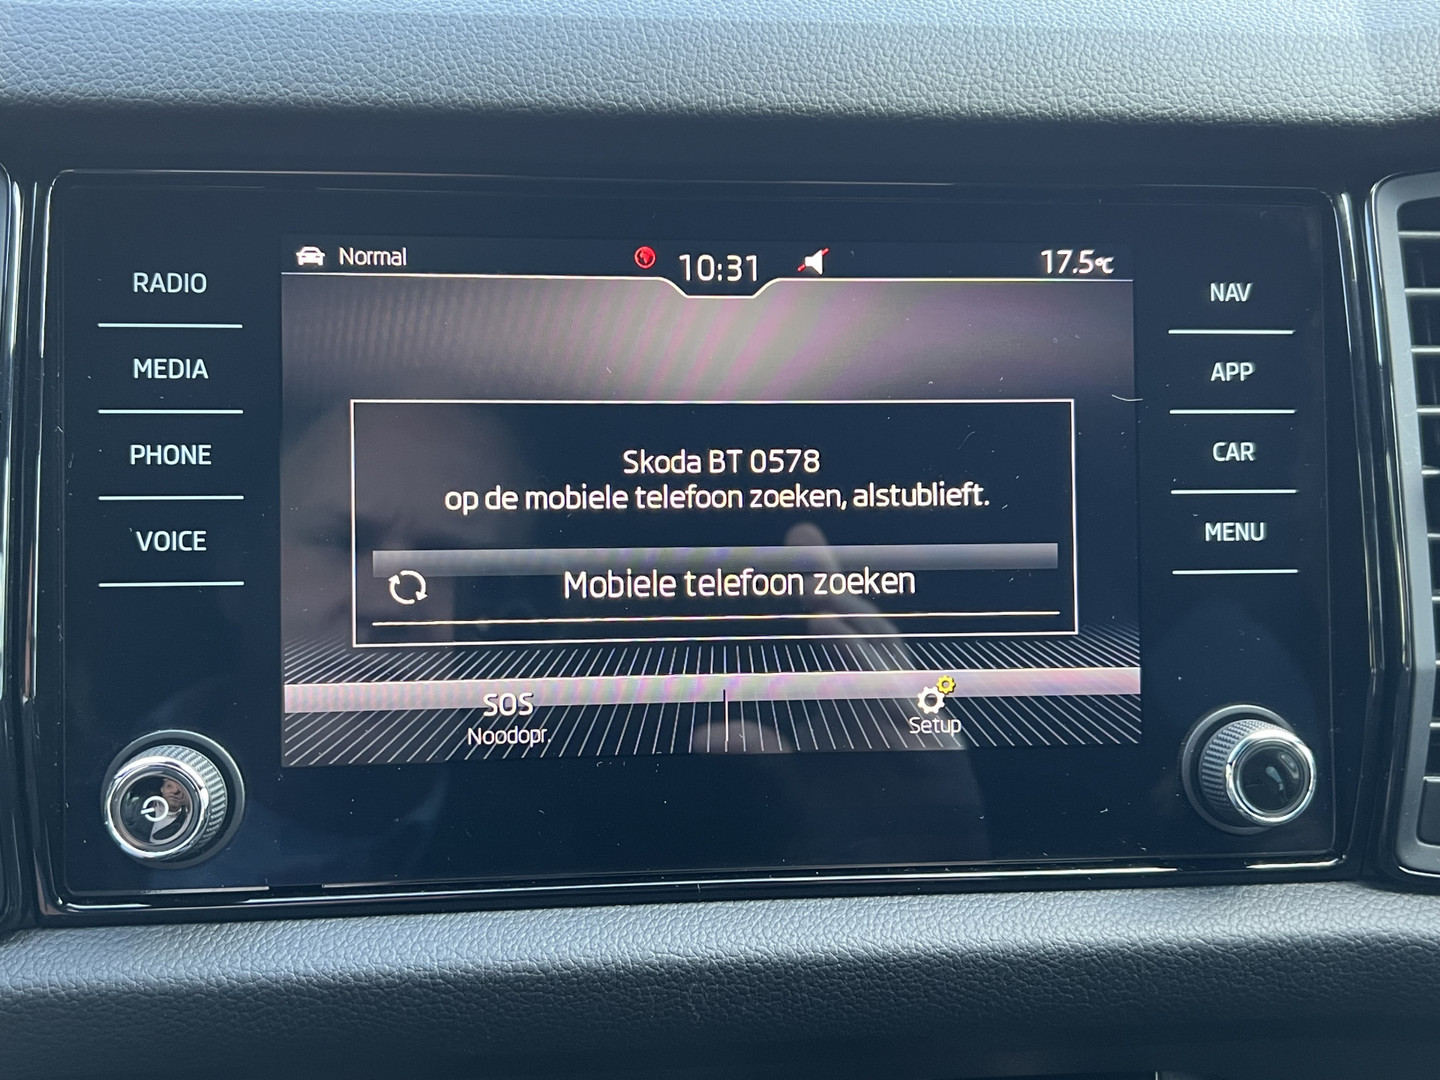 Normal
10:31
17.5°C
RADIO
MEDIA
PHONE
VOICE
NAV
APP
CAR
MENU
Skoda BT 0578
op de mobiele telefoon zoeken, alstublieft.
Mobiele telefoon zoeken
SOS
Noodopr.
Setup